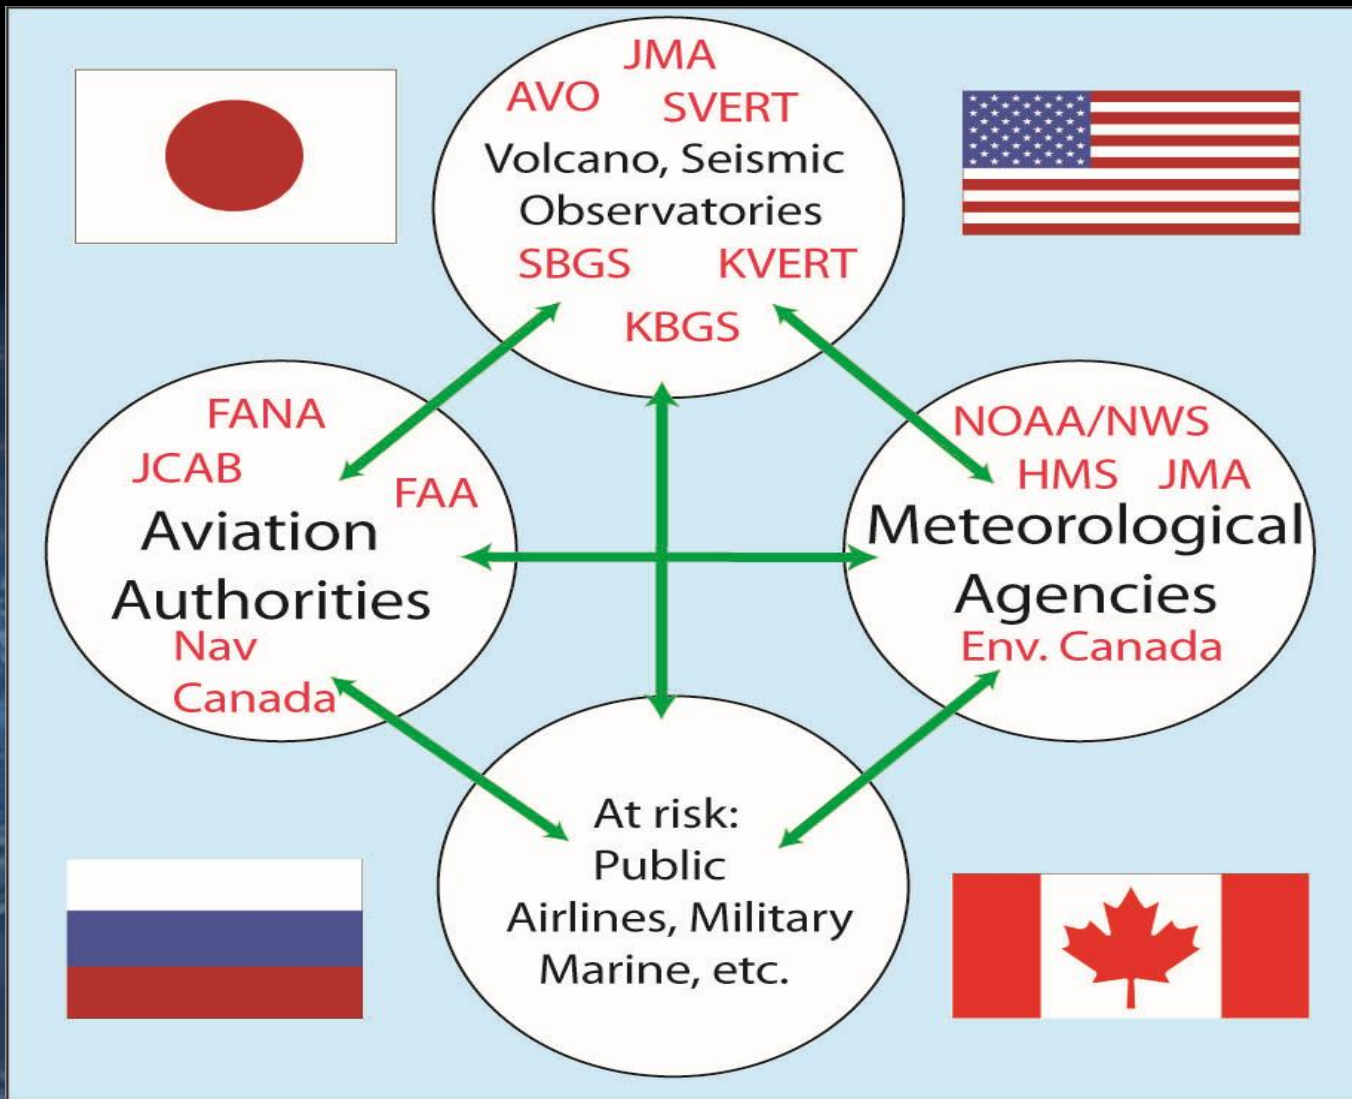 JMA
AVO SVERT
Volcano, Seismic
Observatories
SBGS KVERT
KBGS
FANA
JCAB
FAA
Aviation
Authorities
Nav
Canada
NOAA/NWS
HMS JMA
Meteorological
Agencies
Env. Canada
At risk:
Public
Airlines, Military
Marine, etc.